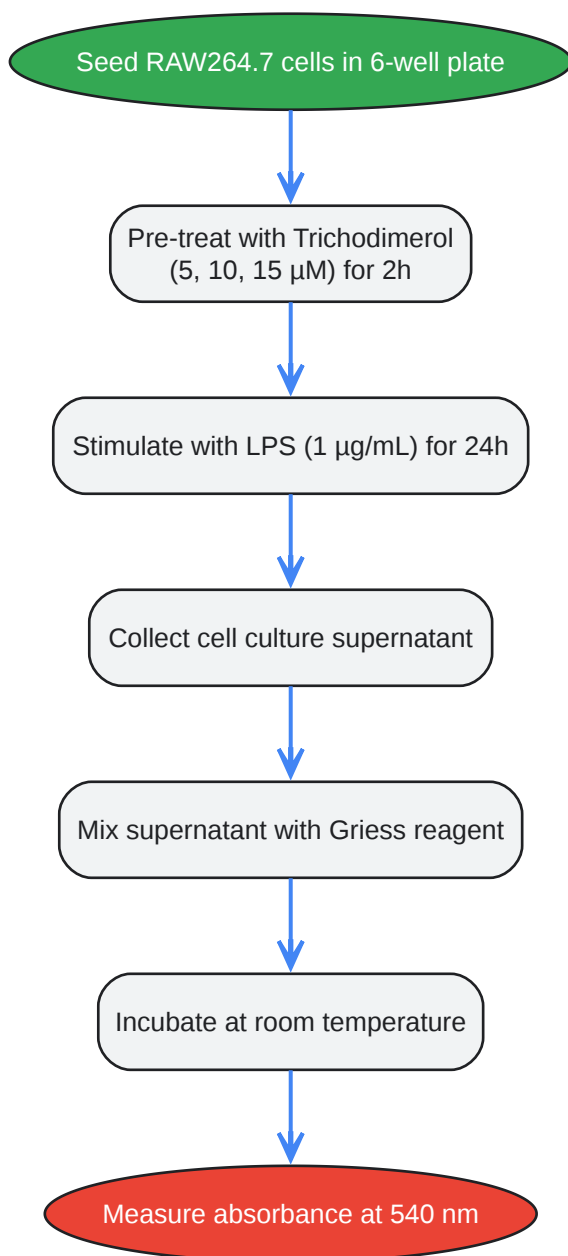 Seed RAW264.7 cells in 6-well plate
Pre-treat with Trichodimerol
(5, 10, 15 µM) for 2h
Stimulate with LPS (1 µg/mL) for 24h
Collect cell culture supernatant
Mix supernatant with Griess reagent
Incubate at room temperature
Measure absorbance at 540 nm